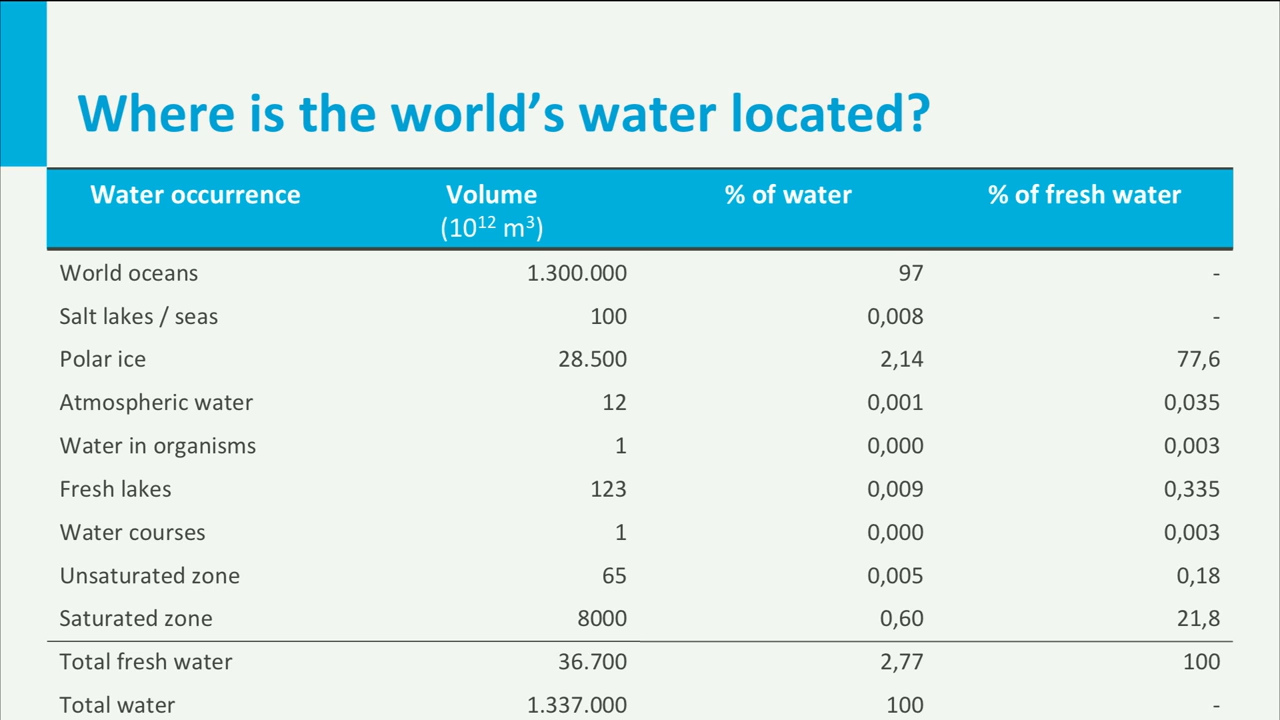 Where is the world’s water located?
Water occurrence Volume % of water % of fresh water
(10¹² m³)
World oceans 1.300.000 97 -
Salt lakes / seas 100 0,008 -
Polar ice 28.500 2,14 77,6
Atmospheric water 12 0,001 0,035
Water in organisms 1 0,000 0,003
Fresh lakes 123 0,009 0,335
Water courses 1 0,000 0,003
Unsaturated zone 65 0,005 0,18
Saturated zone 8000 0,60 21,8
Total fresh water 36.700 2,77 100
Total water 1.337.000 100 -